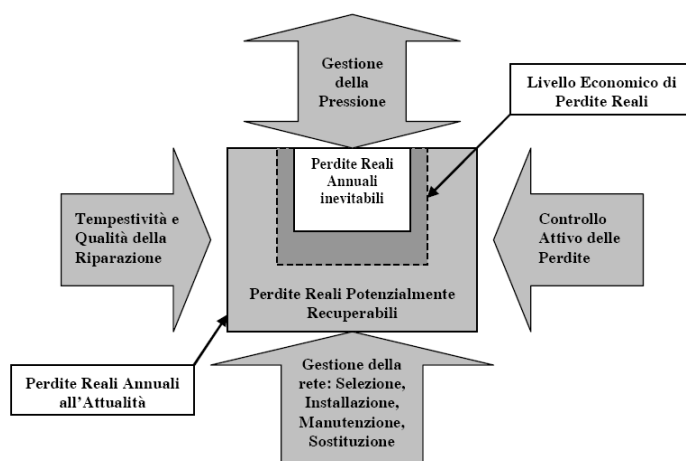 Gestione
della
Pressione
Livello Economico di
Perdite Reali
Perdite Reali
Annuali
inevitabili
Tempestività e
Qualità della
Riparazione
Controllo
Attivo delle
Perdite
Perdite Reali Potenzialmente
Recuperabili
Perdite Reali Annuali
all'Attualità
Gestione della
rete: Selezione,
Installazione,
Manutenzione,
Sostituzione